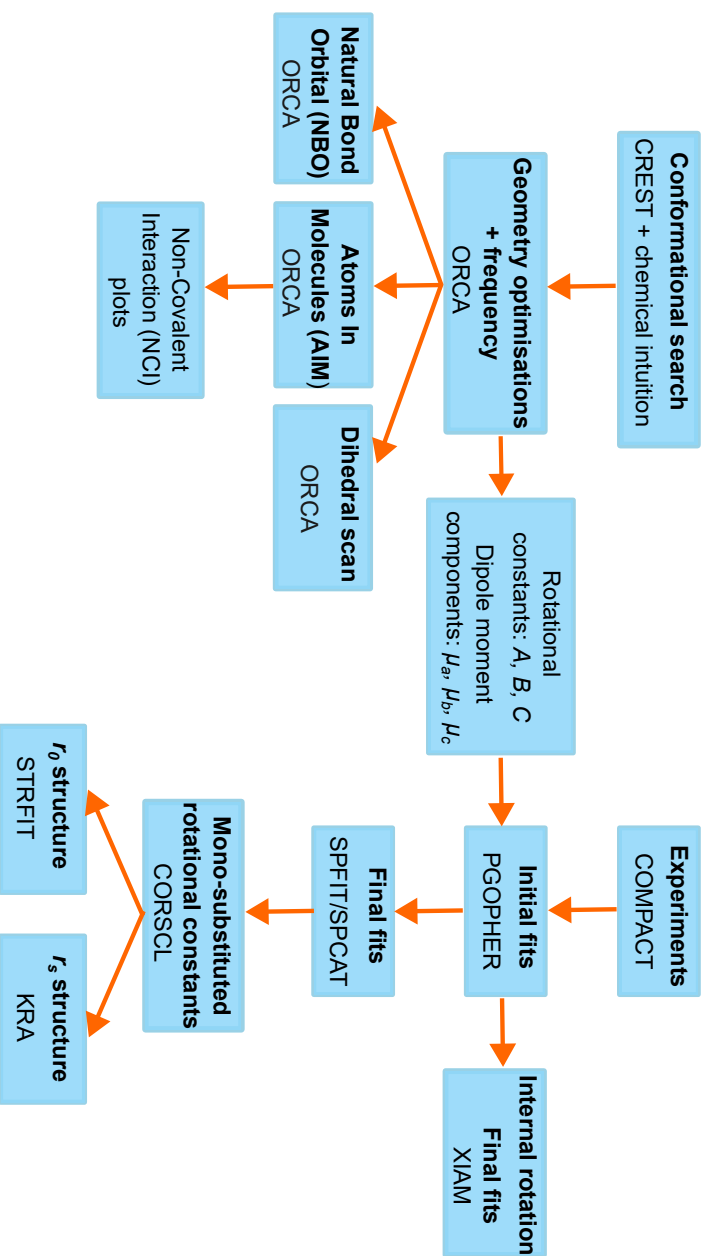 Conformational search
CREST + chemical intuition
Geometry optimisations
+ frequency
ORCA
Natural Bond
Orbital (NBO)
ORCA
Atoms In
Molecules (AIM)
ORCA
Dihedral scan
ORCA
Non-Covalent
Interaction (NCI)
plots
Rotational
constants: A, B, C
Dipole moment
components: μₐ, μ_b, μ_c
Experiments
COMPACT
Initial fits
PGOPHER
Internal rotation
Final fits
XIAM
Final fits
SPFIT/SPCAT
Mono-substituted
rotational constants
CORSCL
r₀ structure
STRFIT
rₛ structure
KRA